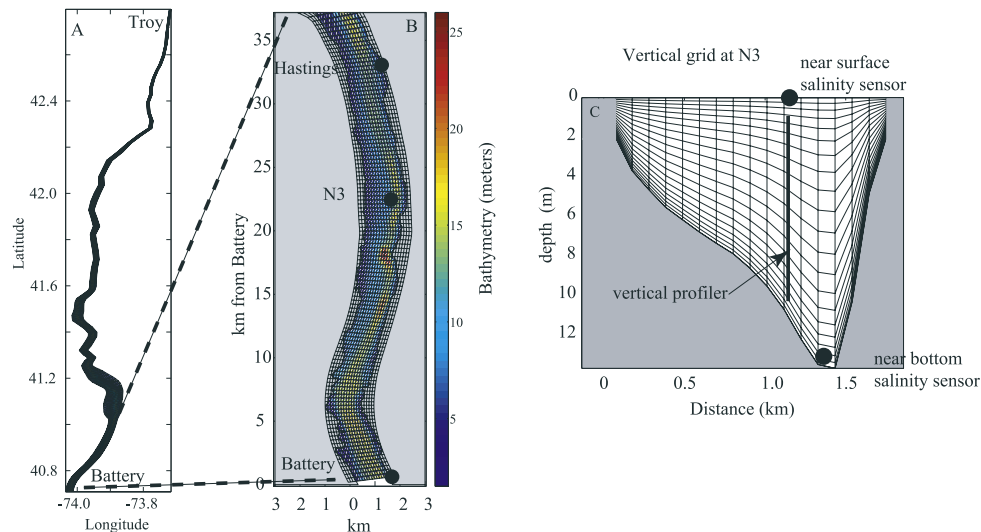 A
Troy
42.4
42.0
41.6
41.2
40.8
Latitude
Battery
-74.0
-73.8
Longitude
B
35
Hastings
30
25
N3
20
15
10
5
Battery
0
km from Battery
3 2 1 0 1 2 3
km
25
20
15
10
5
Bathymetry (meters)
Vertical grid at N3
near surface
salinity sensor
C
0
2
4
6
8
10
12
depth (m)
vertical profiler
near bottom
salinity sensor
0
0.5
1.0
1.5
Distance (km)